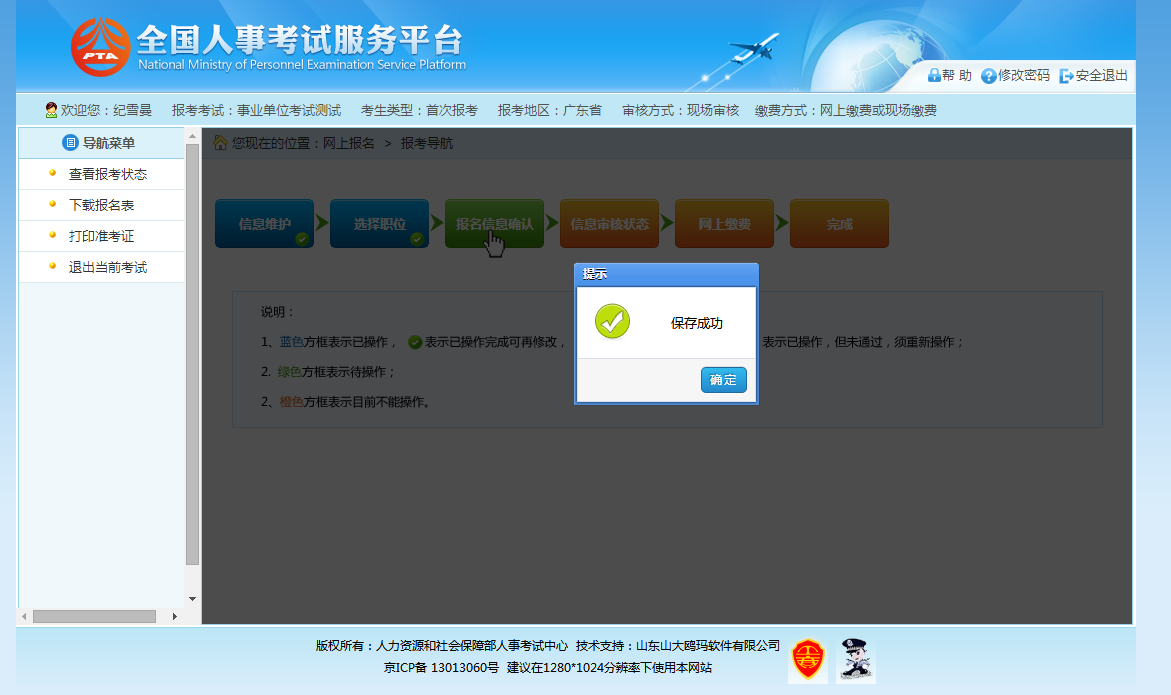 全国人事考试服务平台
PTA
National Ministry of Personnel Examination Service Platform
帮 助 修改密码 安全退出
欢迎您：纪雪曼 报考考试：事业单位考试测试 考生类型：首次报考 报考地区：广东省 审核方式：现场审核 缴费方式：网上缴费或现场缴费
导航菜单
查看报考状态
下载报名表
打印准考证
退出当前考试
您现在的位置：网上报名 > 报考导航
信息维护 选择职位 报名信息确认 信息审核状态 网上缴费 完成
提示
保存成功
确定
说明：
1、蓝色方框表示已操作， 表示已操作完成可再修改， 表示已操作，但未通过，须重新操作；
2. 绿色方框表示待操作；
2、橙色方框表示目前不能操作。
版权所有：人力资源和社会保障部人事考试中心 技术支持：山东山大鸥玛软件有限公司
京ICP备 13013060号 建议在1280*1024分辨率下使用本网站